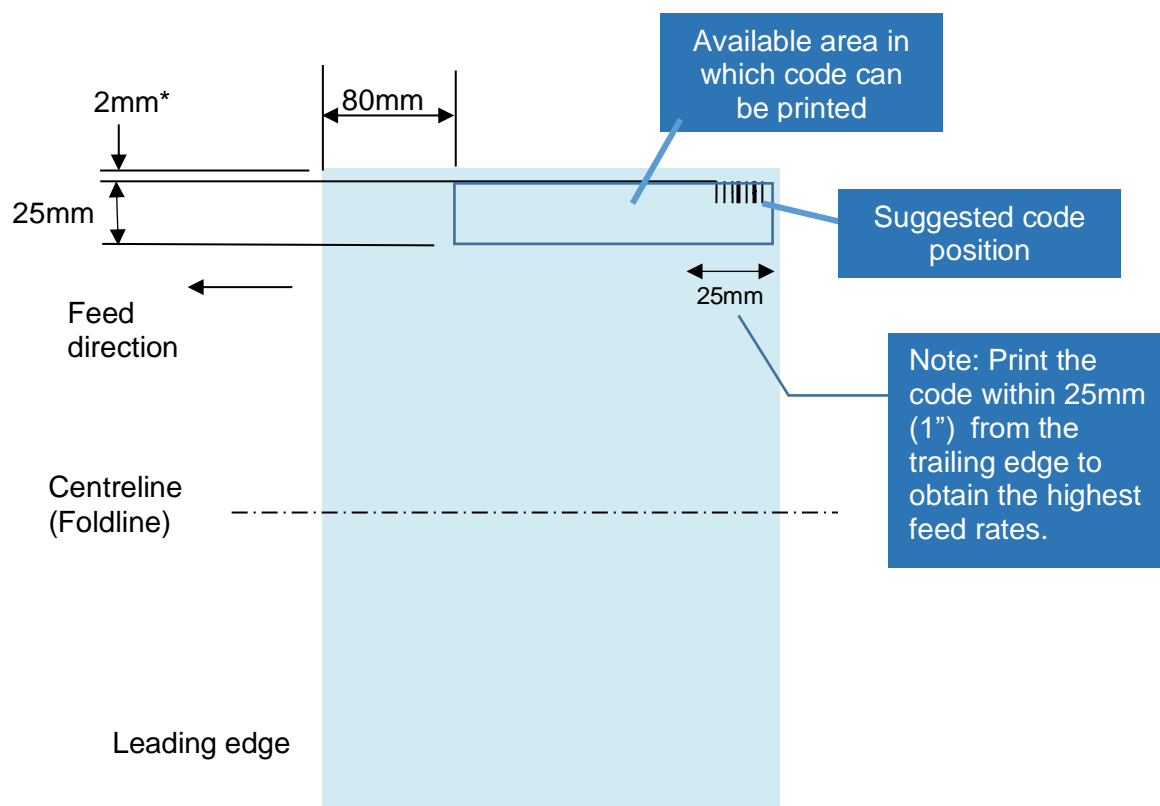 Available area in
which code can
be printed
2mm*
80mm
25mm
Suggested code
position
25mm
Feed
direction
Note: Print the
code within 25mm
(1”) from the
trailing edge to
obtain the highest
feed rates.
Centreline
(Foldline)
Leading edge